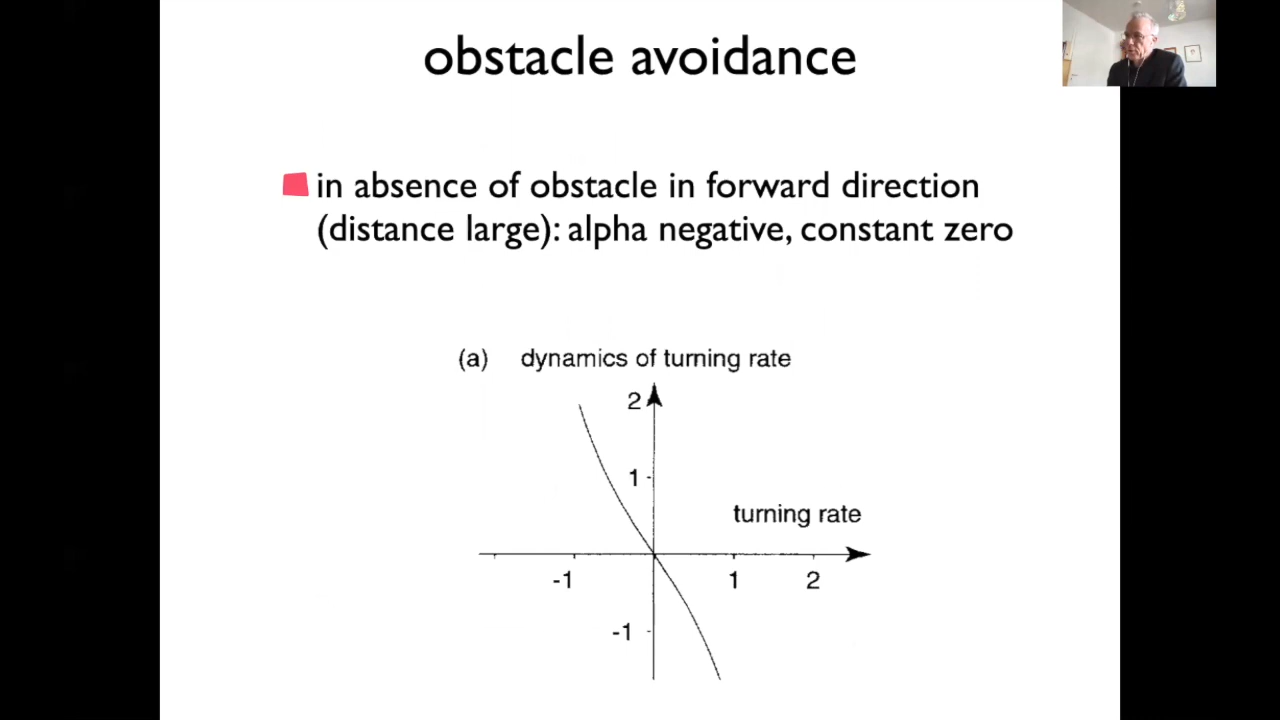 obstacle avoidance
in absence of obstacle in forward direction
(distance large): alpha negative, constant zero
(a) dynamics of turning rate
2
1
turning rate
-1 1 2
-1